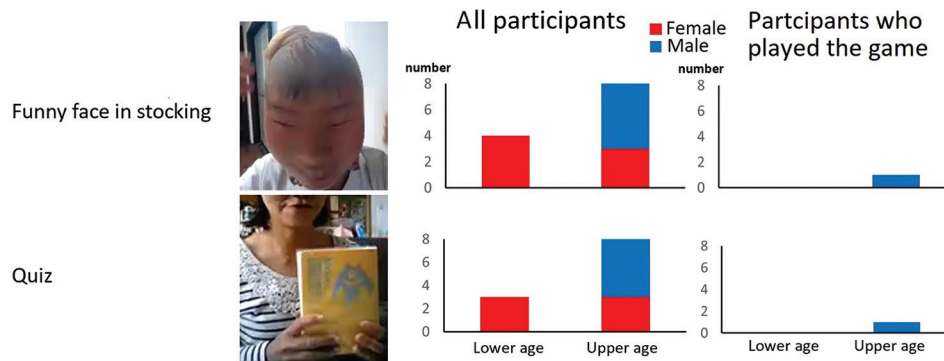 All participants
Female
Male
Partcipants who
played the game
Funny face in stocking
number
8
6
4
2
0
number
8
6
4
2
0
Quiz
8
6
4
2
0
Lower age
Upper age
8
6
4
2
0
Lower age
Upper age